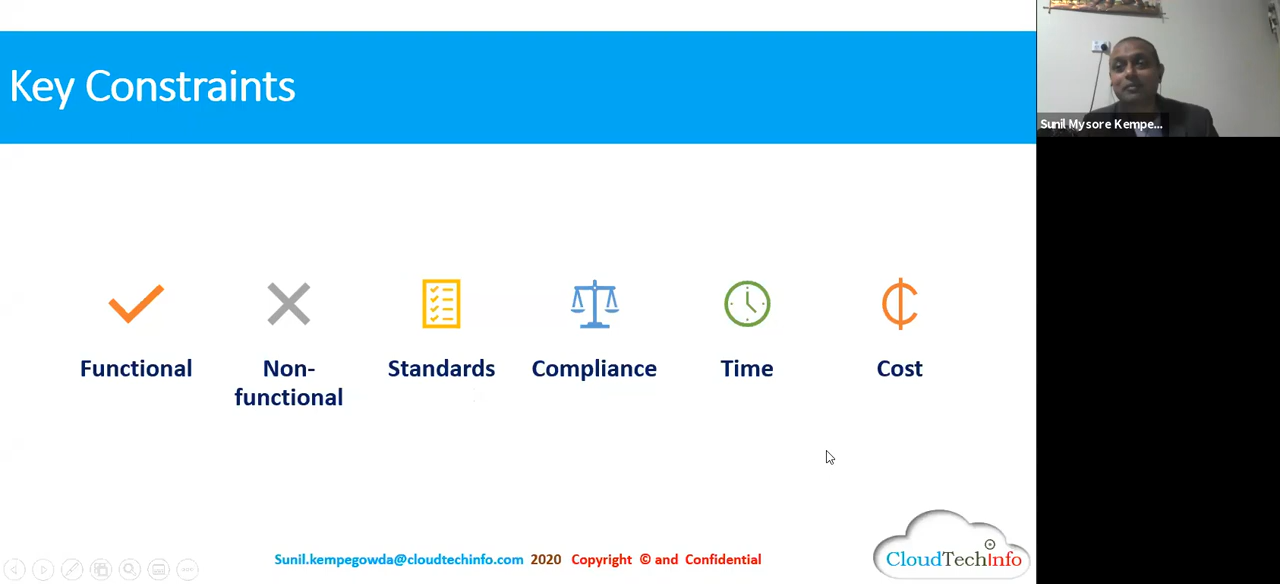 Key Constraints
Sunil Mysore Kempe...
Functional
Non-
functional
Standards
Compliance
Time
Cost
Sunil.kempegowda@cloudtechinfo.com 2020 Copyright © and Confidential
CloudTechInfo